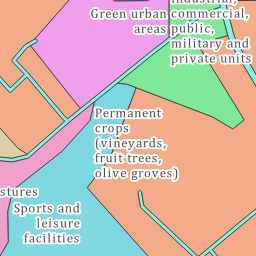 Green urban
areas
industrial,
commercial,
public,
military and
private units
Permanent
crops
(vineyards,
fruit trees,
olive groves)
stures
Sports and
leisure
facilities